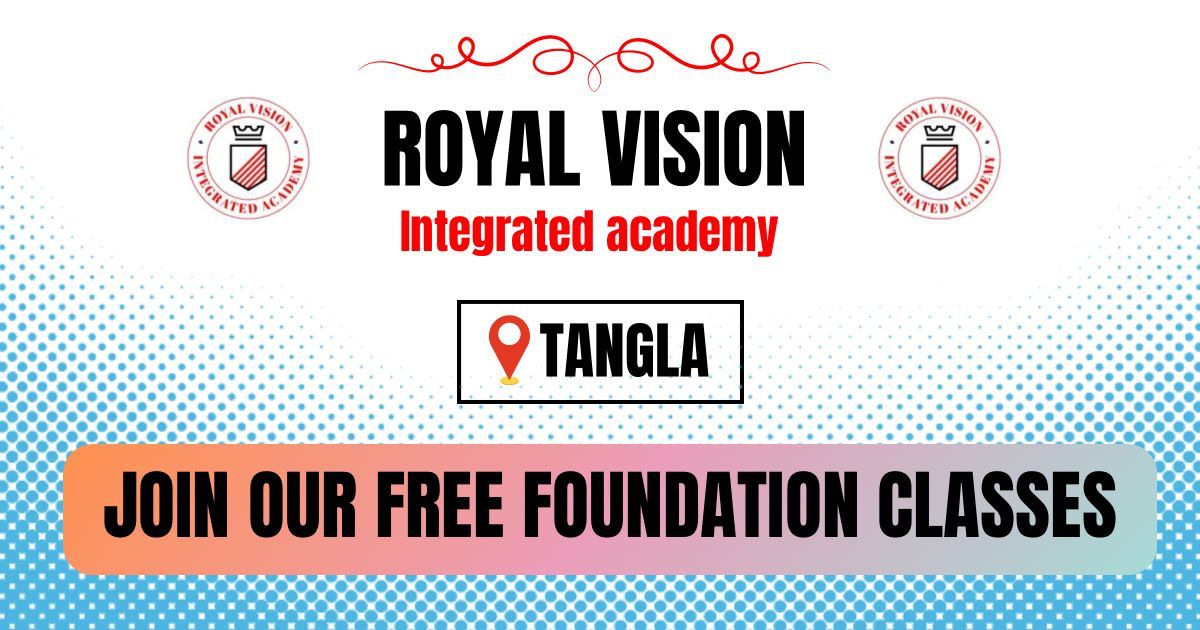 ROYAL VISION
INTEGRATED ACADEMY
ROYAL VISION
Integrated academy
ROYAL VISION
INTEGRATED ACADEMY
TANGLA
JOIN OUR FREE FOUNDATION CLASSES